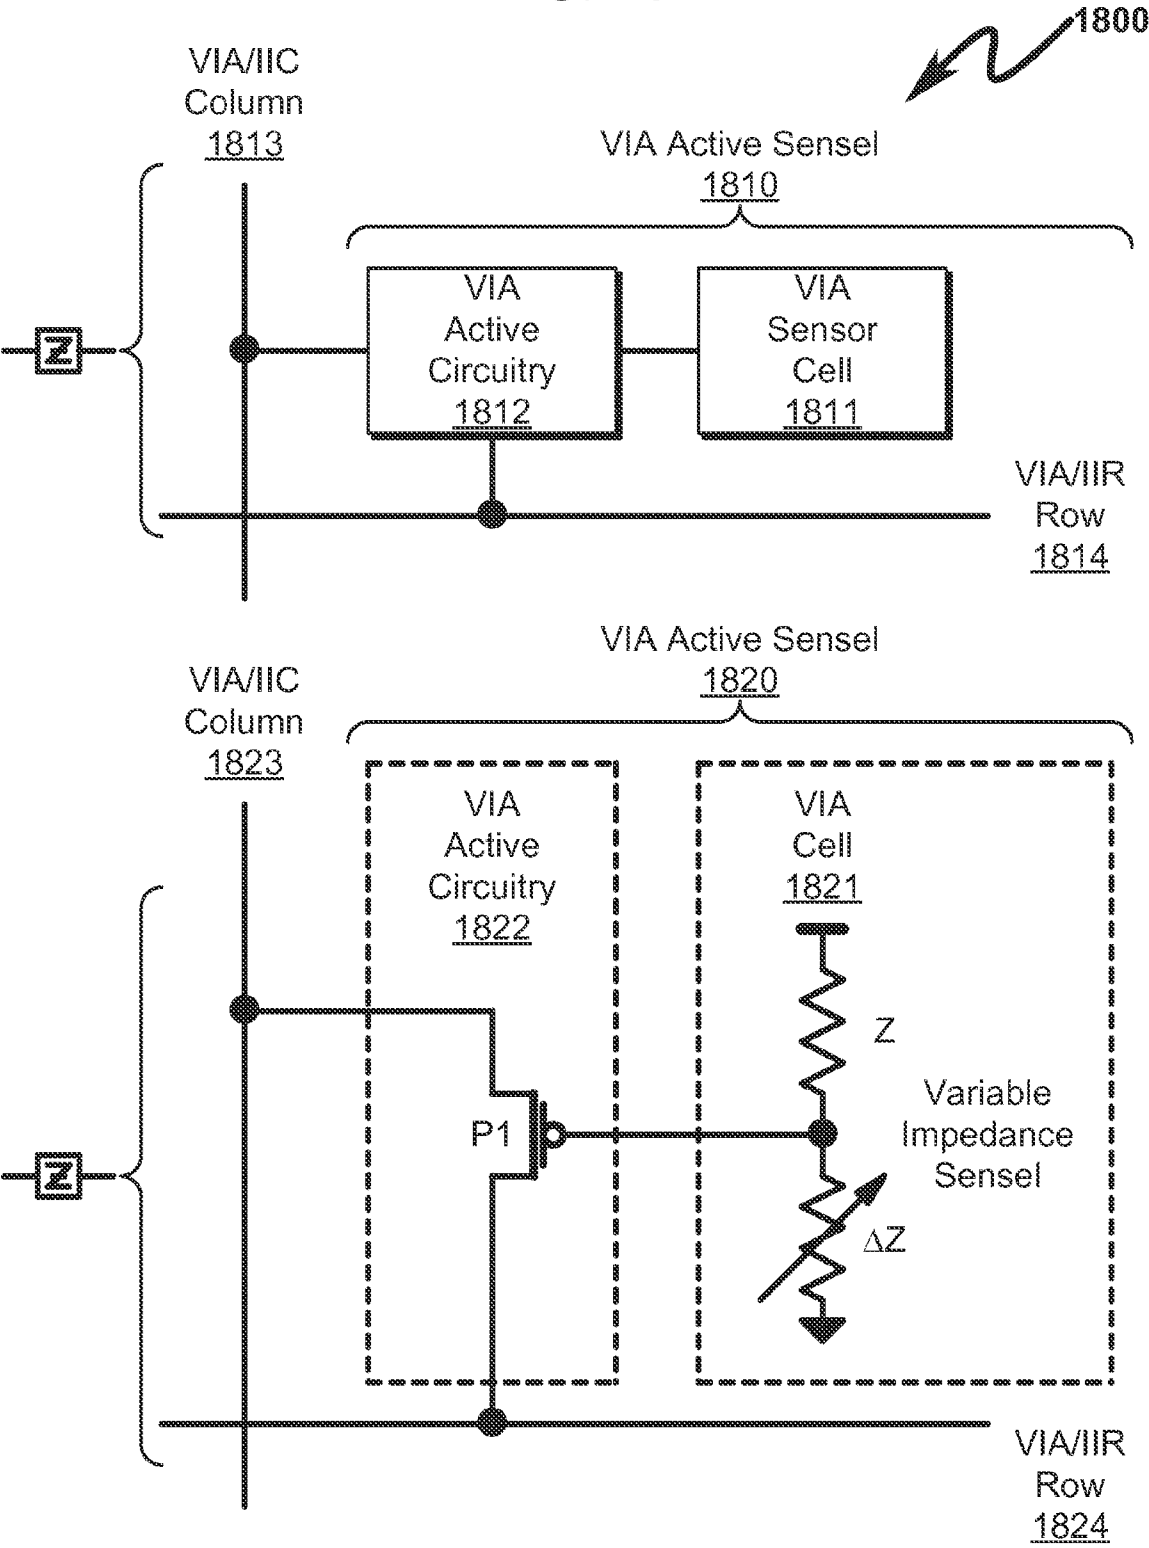 1800
VIA/IIC
Column
1813
VIA Active Sensel
1810
VIA
Active
Circuitry
1812
VIA
Sensor
Cell
1811
Z
VIA/IIR
Row
1814
VIA Active Sensel
1820
VIA/IIC
Column
1823
VIA
Active
Circuitry
1822
VIA
Cell
1821
Z
Variable
Impedance
Sensel
P1
Z
ΔZ
VIA/IIR
Row
1824